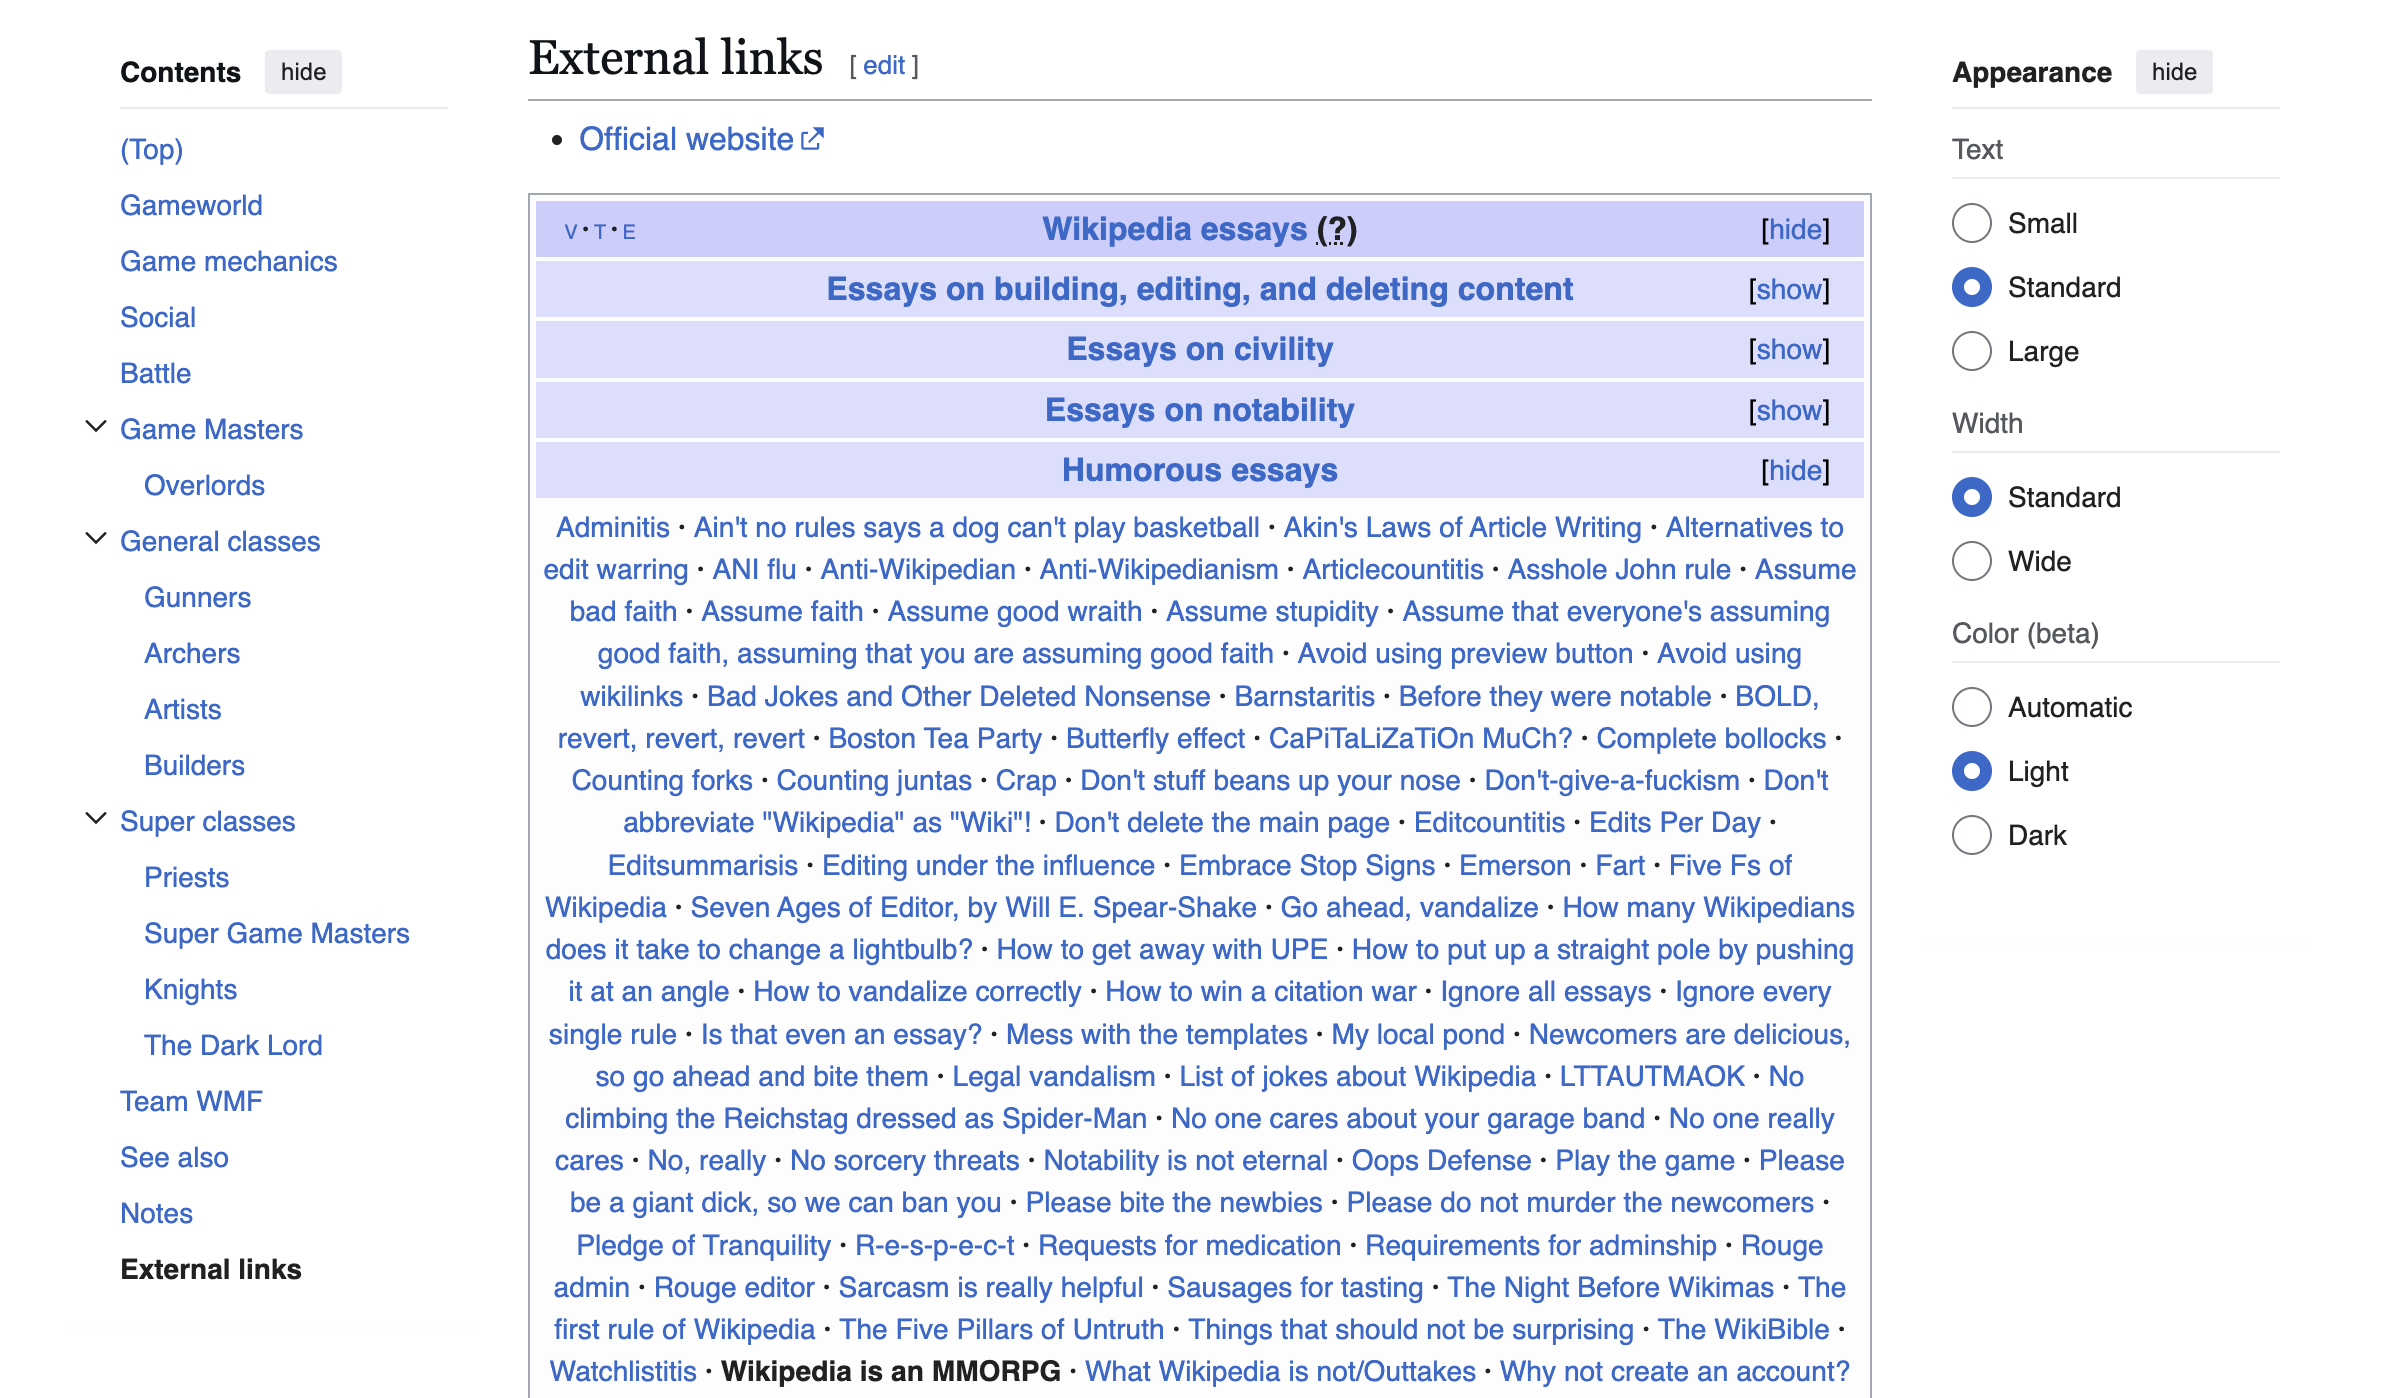 Contents hide
(Top)
Gameworld
Game mechanics
Social
Battle
Game Masters
Overlords
General classes
Gunners
Archers
Artists
Builders
Super classes
Priests
Super Game Masters
Knights
The Dark Lord
Team WMF
See also
Notes
External links
External links [ edit ]
• Official website
V · T · E Wikipedia essays (?) [hide]
Essays on building, editing, and deleting content [show]
Essays on civility [show]
Essays on notability [show]
Humorous essays [hide]
Adminitis · Ain't no rules says a dog can't play basketball · Akin's Laws of Article Writing · Alternatives to
edit warring · ANI flu · Anti-Wikipedian · Anti-Wikipedianism · Articlecountitis · Asshole John rule · Assume
bad faith · Assume faith · Assume good wraith · Assume stupidity · Assume that everyone's assuming
good faith, assuming that you are assuming good faith · Avoid using preview button · Avoid using
wikilinks · Bad Jokes and Other Deleted Nonsense · Barnstaritis · Before they were notable · BOLD,
revert, revert, revert · Boston Tea Party · Butterfly effect · CaPiTaLiZaTiOn MuCh? · Complete bollocks ·
Counting forks · Counting juntas · Crap · Don't stuff beans up your nose · Don't-give-a-fuckism · Don't
abbreviate "Wikipedia" as "Wiki"! · Don't delete the main page · Editcountitis · Edits Per Day ·
Editsummarisis · Editing under the influence · Embrace Stop Signs · Emerson · Fart · Five Fs of
Wikipedia · Seven Ages of Editor, by Will E. Spear-Shake · Go ahead, vandalize · How many Wikipedians
does it take to change a lightbulb? · How to get away with UPE · How to put up a straight pole by pushing
it at an angle · How to vandalize correctly · How to win a citation war · Ignore all essays · Ignore every
single rule · Is that even an essay? · Mess with the templates · My local pond · Newcomers are delicious,
so go ahead and bite them · Legal vandalism · List of jokes about Wikipedia · LTTAUTMAOK · No
climbing the Reichstag dressed as Spider-Man · No one cares about your garage band · No one really
cares · No, really · No sorcery threats · Notability is not eternal · Oops Defense · Play the game · Please
be a giant dick, so we can ban you · Please bite the newbies · Please do not murder the newcomers ·
Pledge of Tranquility · R-e-s-p-e-c-t · Requests for medication · Requirements for adminship · Rouge
admin · Rouge editor · Sarcasm is really helpful · Sausages for tasting · The Night Before Wikimas · The
first rule of Wikipedia · The Five Pillars of Untruth · Things that should not be surprising · The WikiBible ·
Watchlistitis · Wikipedia is an MMORPG · What Wikipedia is not/Outtakes · Why not create an account?
Appearance hide
Text
Small
Standard
Large
Width
Standard
Wide
Color (beta)
Automatic
Light
Dark